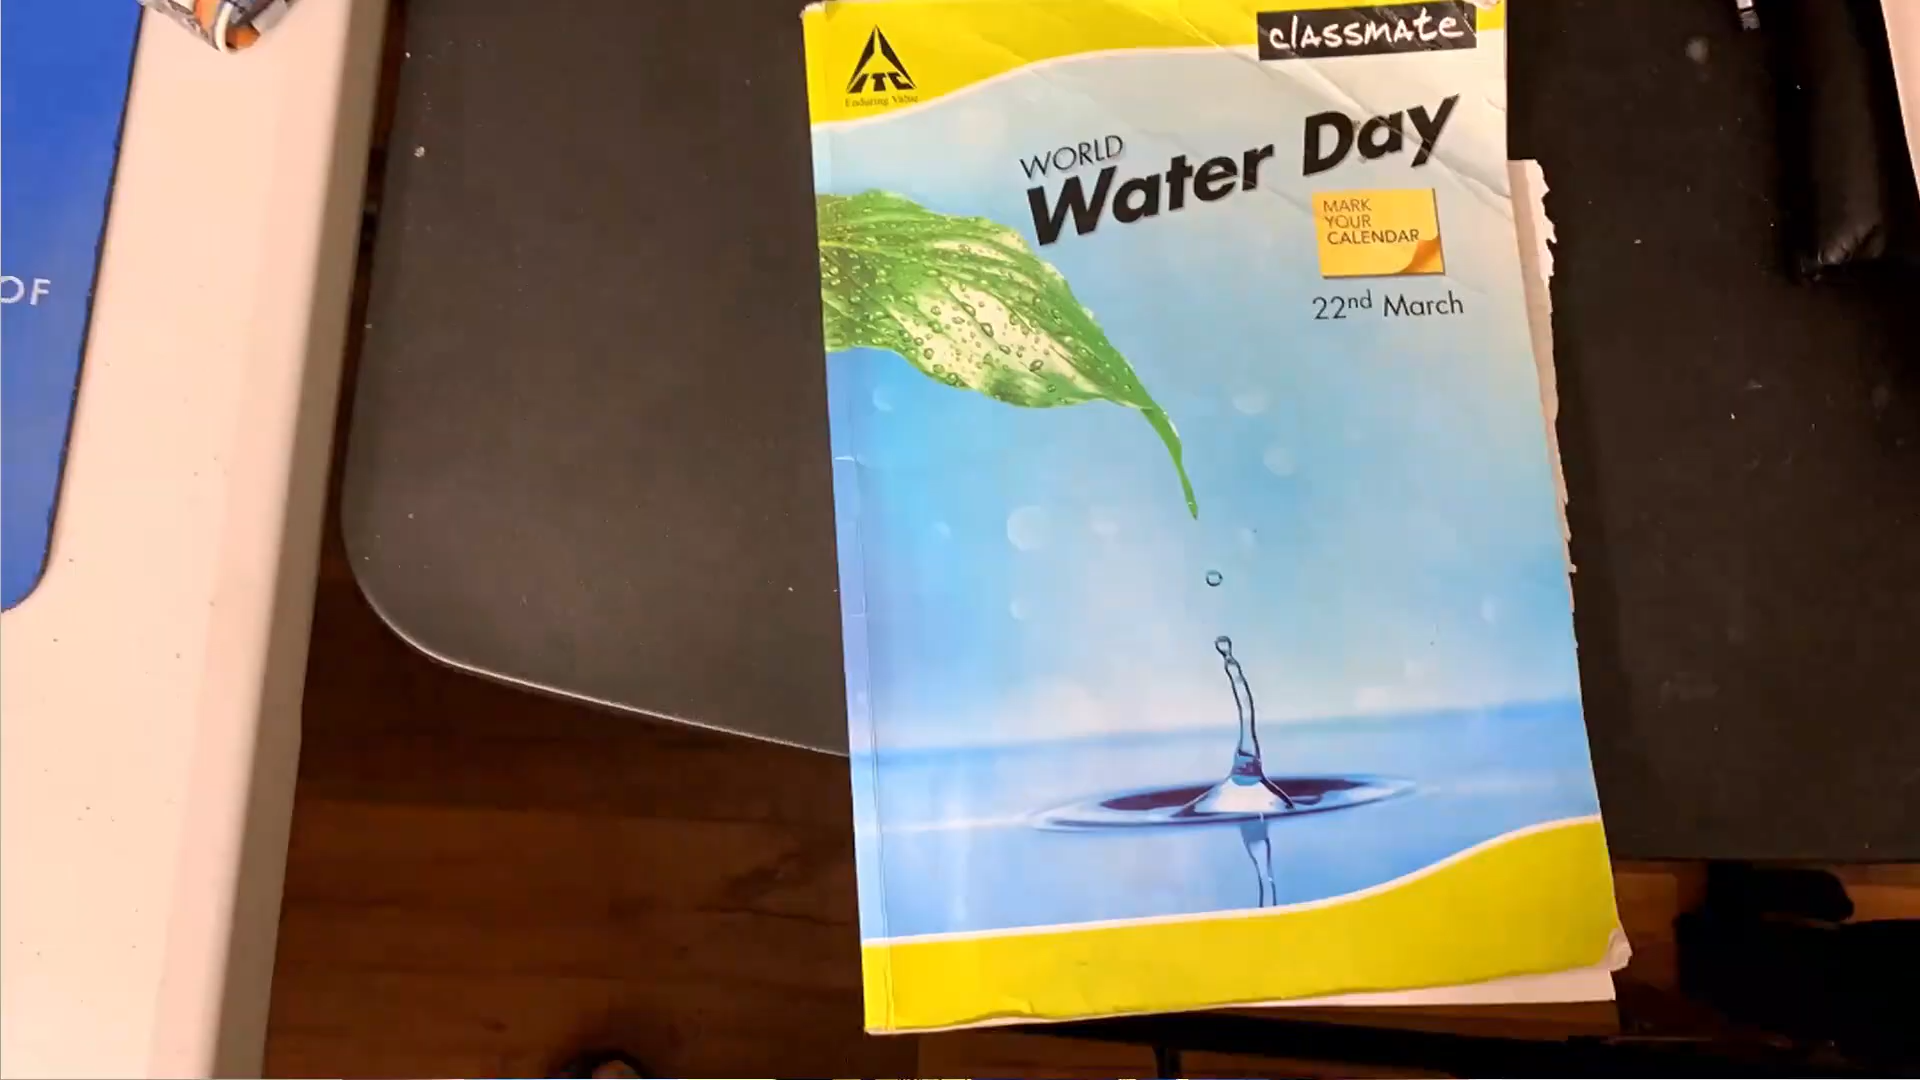 OF
ITC
Enduring Value
classmate
WORLD
Water Day
MARK
YOUR
CALENDAR
22nd March